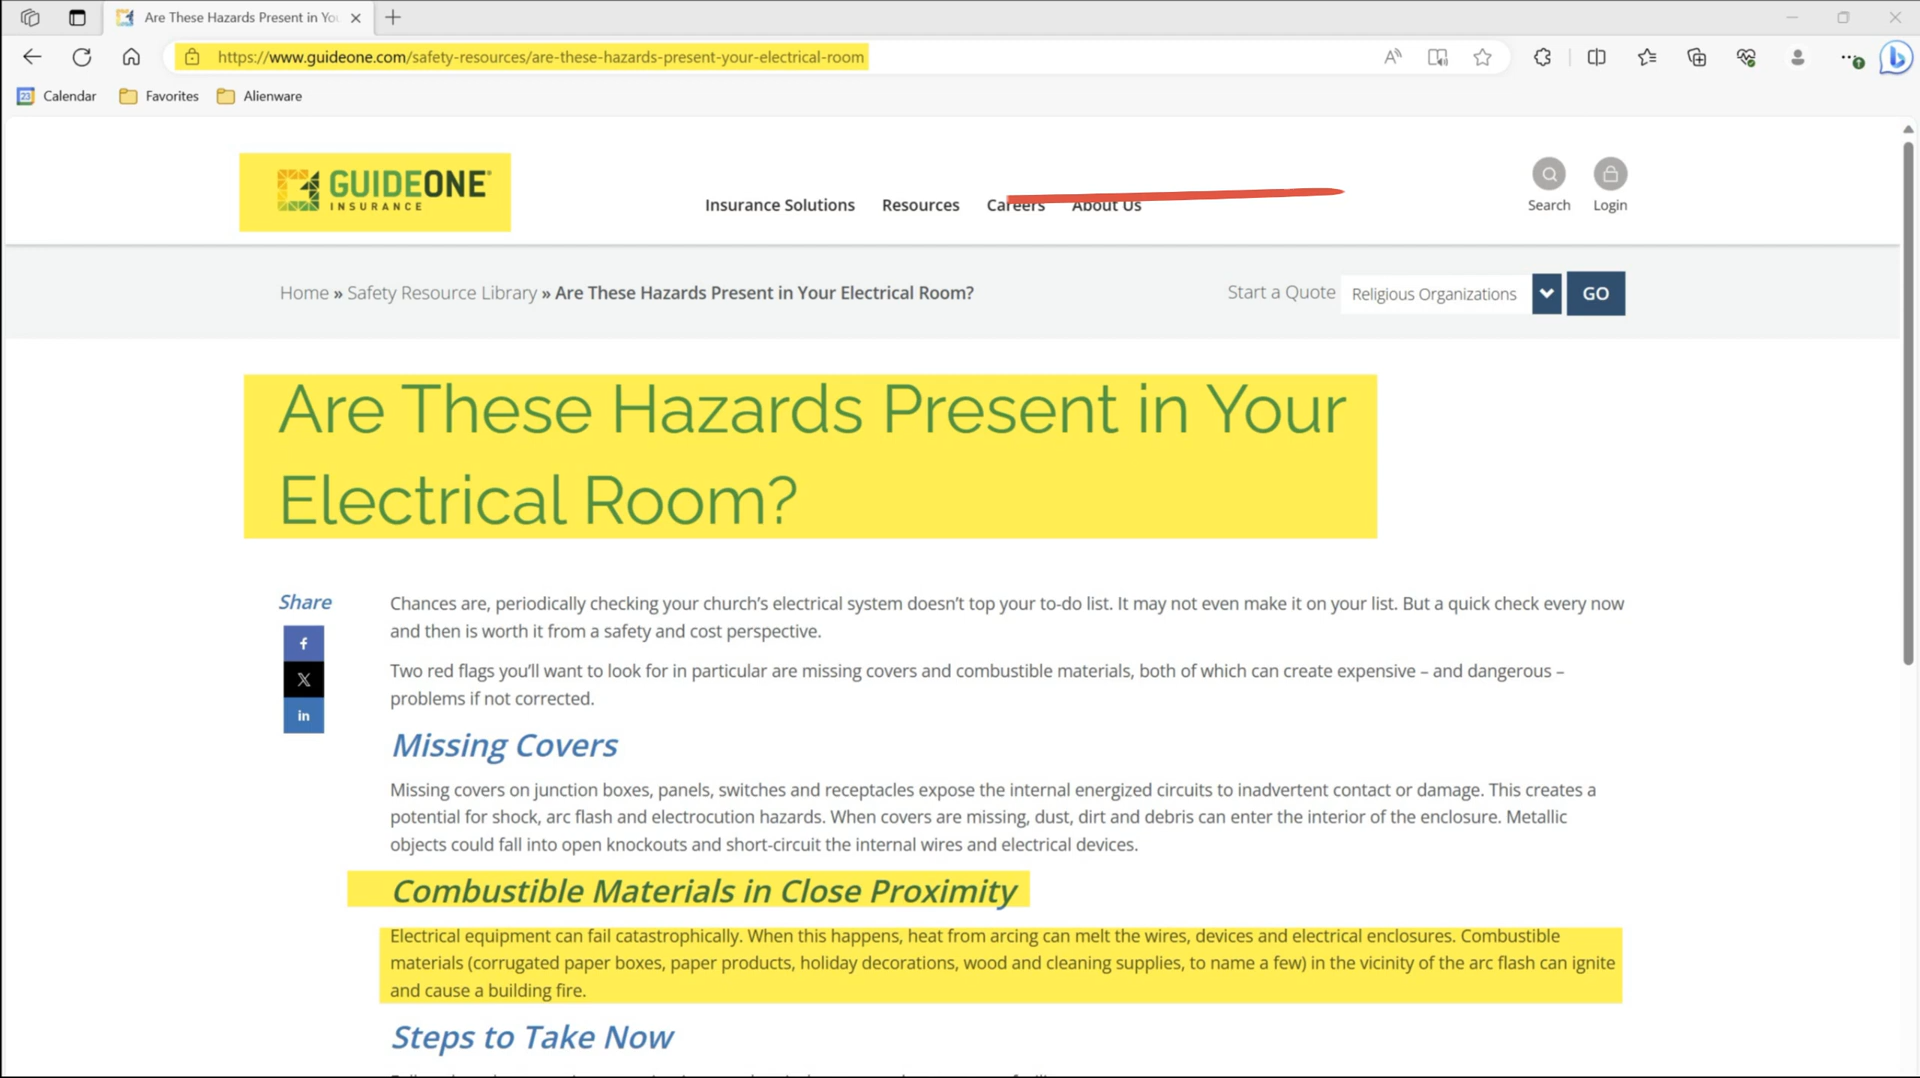 Are These Hazards Present in You
https://www.guideone.com/safety-resources/are-these-hazards-present-your-electrical-room
Calendar Favorites Alienware
GUIDEONE
INSURANCE
Insurance Solutions Resources Careers About Us
Search Login
Home » Safety Resource Library » Are These Hazards Present in Your Electrical Room?
Start a Quote Religious Organizations GO
Are These Hazards Present in Your
Electrical Room?
Share
Chances are, periodically checking your church's electrical system doesn't top your to-do list. It may not even make it on your list. But a quick check every now
and then is worth it from a safety and cost perspective.
Two red flags you'll want to look for in particular are missing covers and combustible materials, both of which can create expensive – and dangerous –
problems if not corrected.
Missing Covers
Missing covers on junction boxes, panels, switches and receptacles expose the internal energized circuits to inadvertent contact or damage. This creates a
potential for shock, arc flash and electrocution hazards. When covers are missing, dust, dirt and debris can enter the interior of the enclosure. Metallic
objects could fall into open knockouts and short-circuit the internal wires and electrical devices.
Combustible Materials in Close Proximity
Electrical equipment can fail catastrophically. When this happens, heat from arcing can melt the wires, devices and electrical enclosures. Combustible
materials (corrugated paper boxes, paper products, holiday decorations, wood and cleaning supplies, to name a few) in the vicinity of the arc flash can ignite
and cause a building fire.
Steps to Take Now